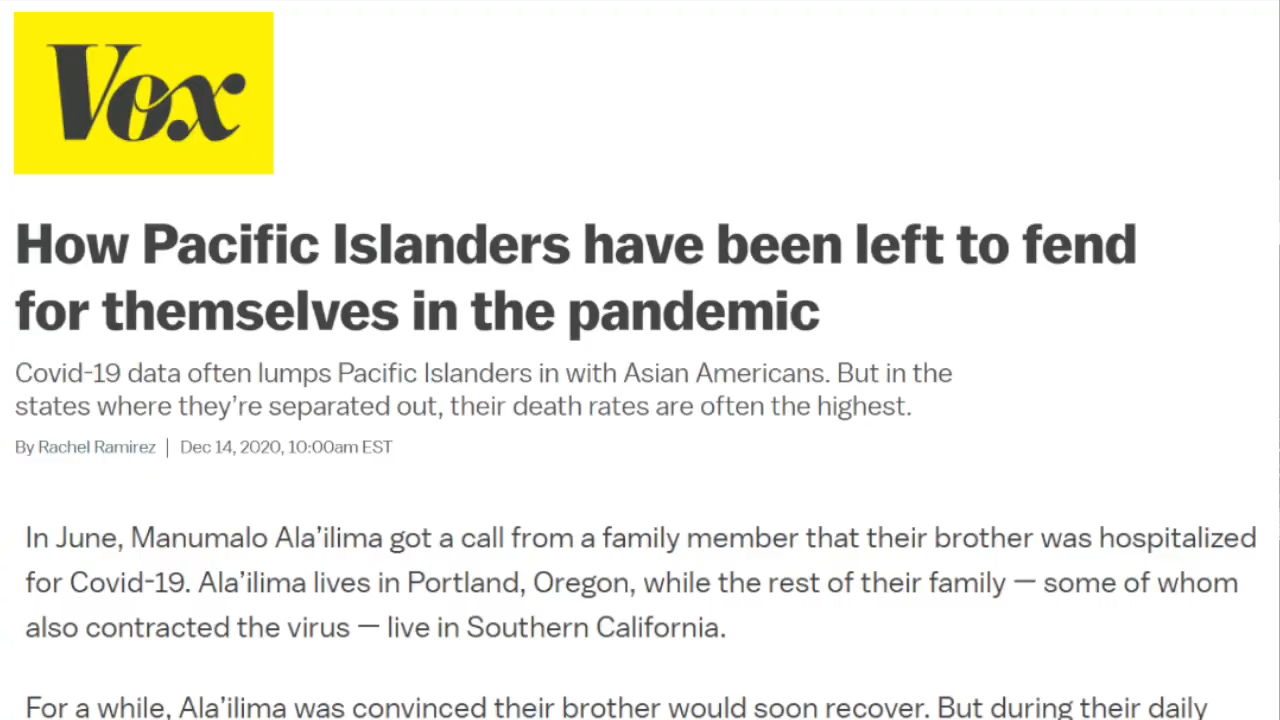 Vox
How Pacific Islanders have been left to fend
for themselves in the pandemic
Covid-19 data often lumps Pacific Islanders in with Asian Americans. But in the
states where they’re separated out, their death rates are often the highest.
By Rachel Ramirez | Dec 14, 2020, 10:00am EST
In June, Manumalo Ala’ilima got a call from a family member that their brother was hospitalized
for Covid-19. Ala’ilima lives in Portland, Oregon, while the rest of their family — some of whom
also contracted the virus — live in Southern California.
For a while, Ala’ilima was convinced their brother would soon recover. But during their daily